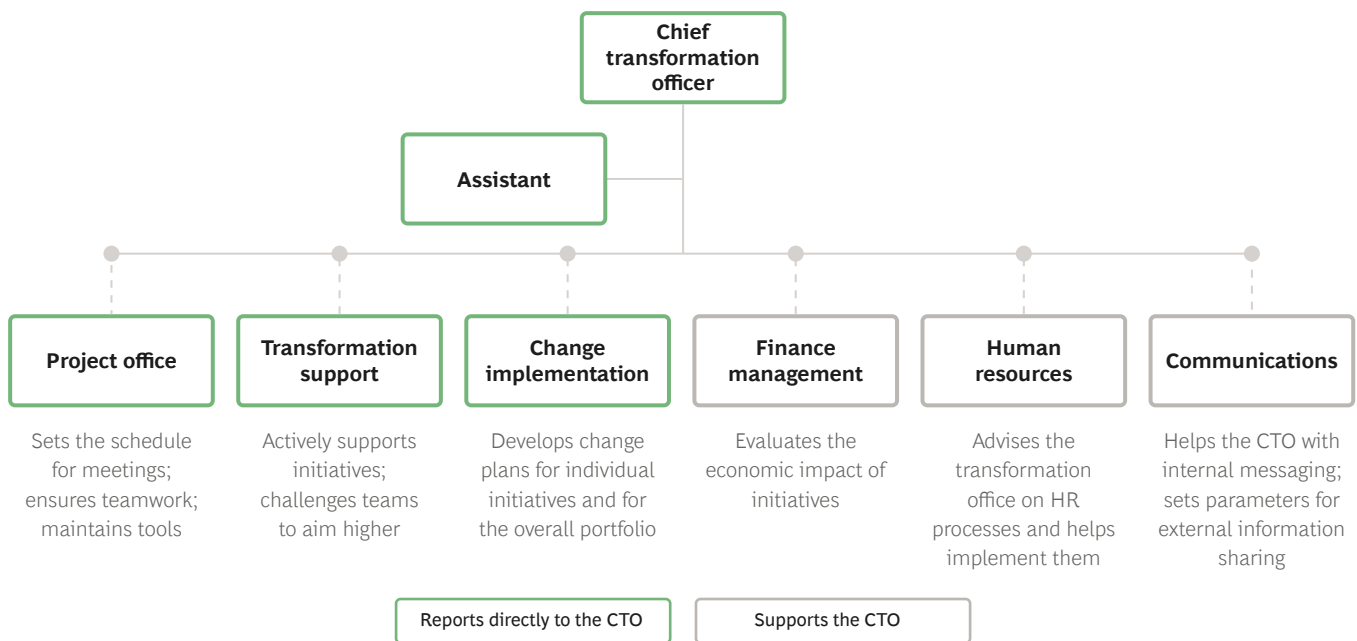 Chief
transformation
officer
Assistant
Project office
Transformation
support
Change
implementation
Finance
management
Human
resources
Communications
Sets the schedule
for meetings;
ensures teamwork;
maintains tools
Actively supports
initiatives;
challenges teams
to aim higher
Develops change
plans for individual
initiatives and for
the overall portfolio
Evaluates the
economic impact of
initiatives
Advises the
transformation
office on HR
processes and helps
implement them
Helps the CTO with
internal messaging;
sets parameters for
external information
sharing
Reports directly to the CTO
Supports the CTO